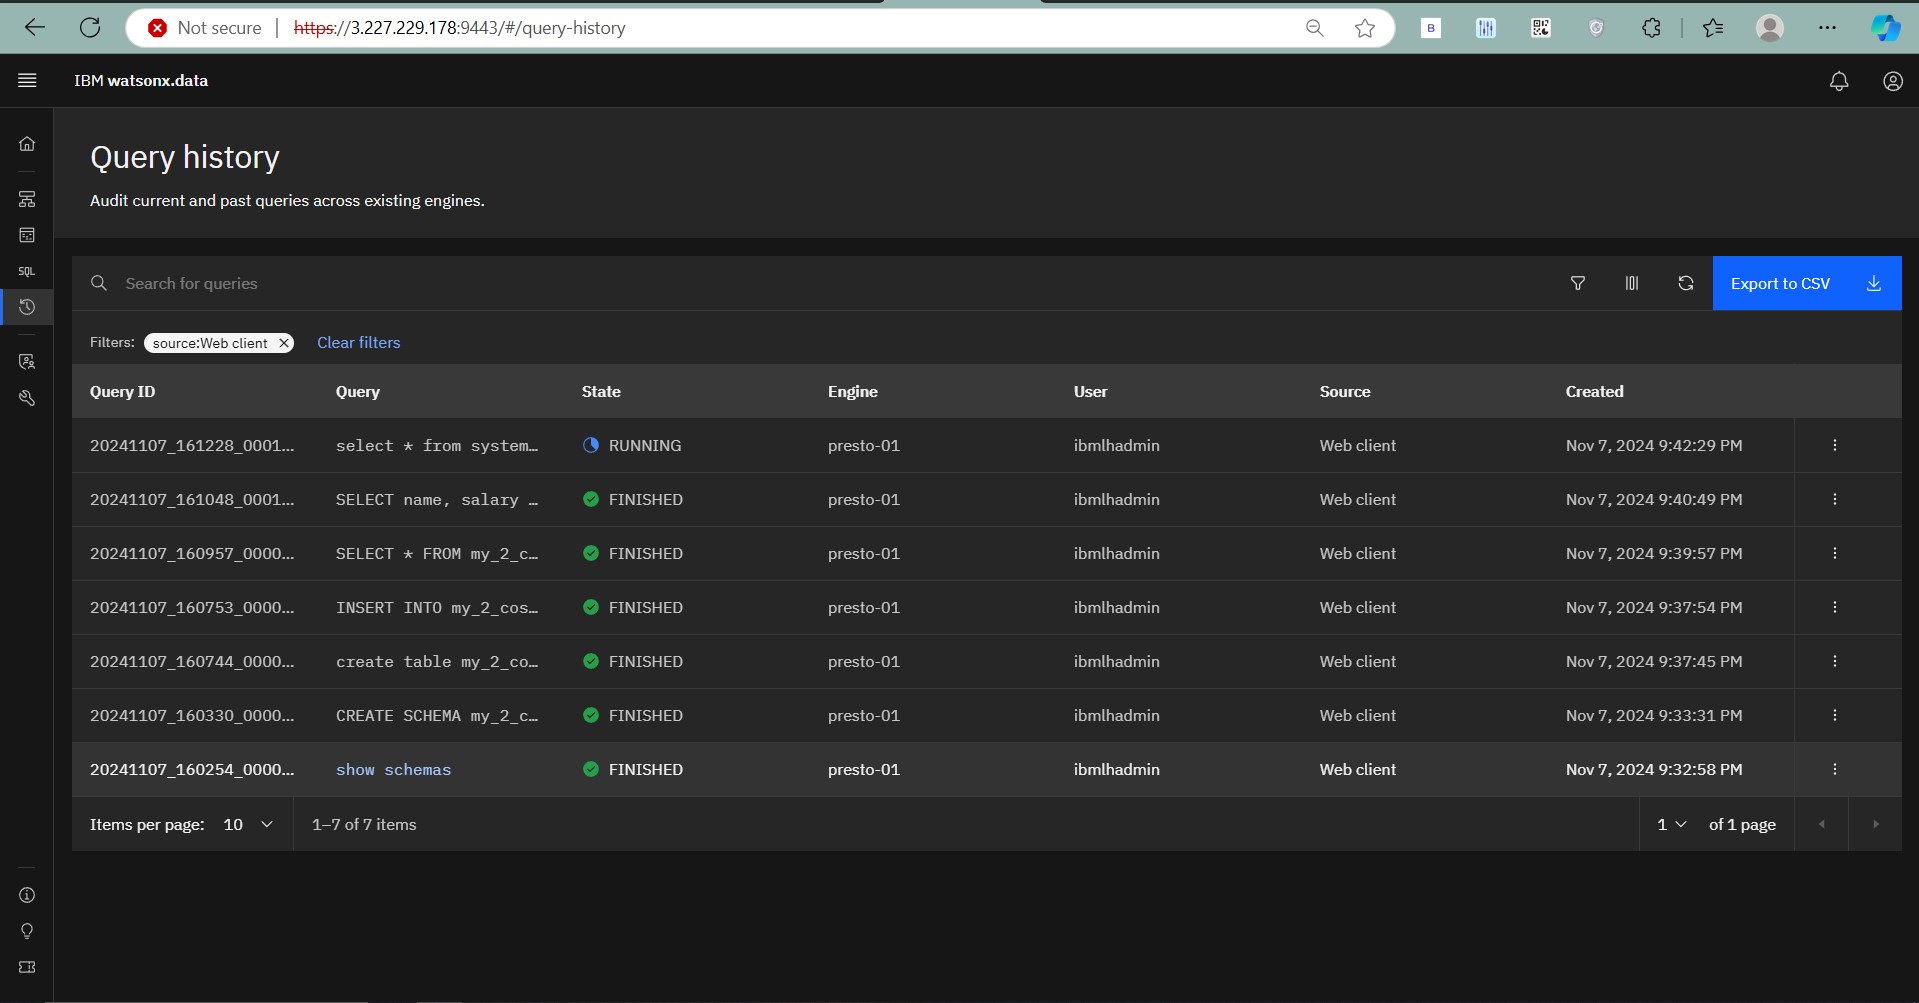 Not secure | https://3.227.229.178:9443/#/query-history
B
IBM watsonx.data
Query history
Audit current and past queries across existing engines.
SQL
Search for queries
Export to CSV
Filters: source:Web client Clear filters
Query ID Query State Engine User Source Created
20241107_161228_0001... select * from system… RUNNING presto-01 ibmlhadmin Web client Nov 7, 2024 9:42:29 PM
20241107_161048_0001... SELECT name, salary … FINISHED presto-01 ibmlhadmin Web client Nov 7, 2024 9:40:49 PM
20241107_160957_0000... SELECT * FROM my_2_c… FINISHED presto-01 ibmlhadmin Web client Nov 7, 2024 9:39:57 PM
20241107_160753_0000... INSERT INTO my_2_cos… FINISHED presto-01 ibmlhadmin Web client Nov 7, 2024 9:37:54 PM
20241107_160744_0000... create table my_2_co… FINISHED presto-01 ibmlhadmin Web client Nov 7, 2024 9:37:45 PM
20241107_160330_0000... CREATE SCHEMA my_2_c… FINISHED presto-01 ibmlhadmin Web client Nov 7, 2024 9:33:31 PM
20241107_160254_0000... show schemas FINISHED presto-01 ibmlhadmin Web client Nov 7, 2024 9:32:58 PM
Items per page: 10 1–7 of 7 items 1 of 1 page